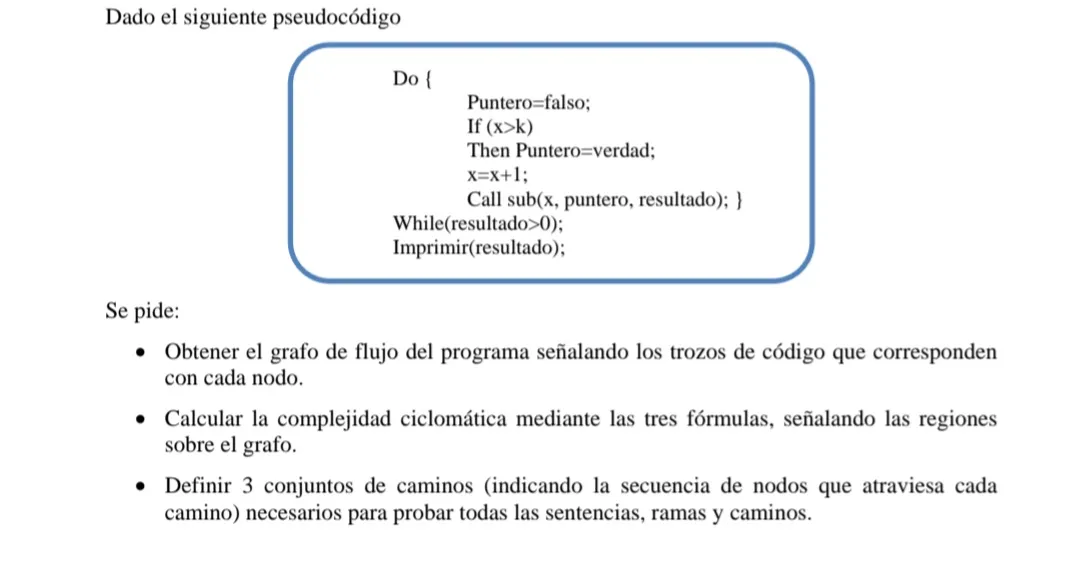 Dado el siguiente pseudocódigo
Do {
Puntero=falso;
If (x>k)
Then Puntero=verdad;
x=x+1;
Call sub(x, puntero, resultado); }
While(resultado>0);
Imprimir(resultado);
Se pide:
• Obtener el grafo de flujo del programa señalando los trozos de código que corresponden
con cada nodo.
• Calcular la complejidad ciclomática mediante las tres fórmulas, señalando las regiones
sobre el grafo.
• Definir 3 conjuntos de caminos (indicando la secuencia de nodos que atraviesa cada
camino) necesarios para probar todas las sentencias, ramas y caminos.